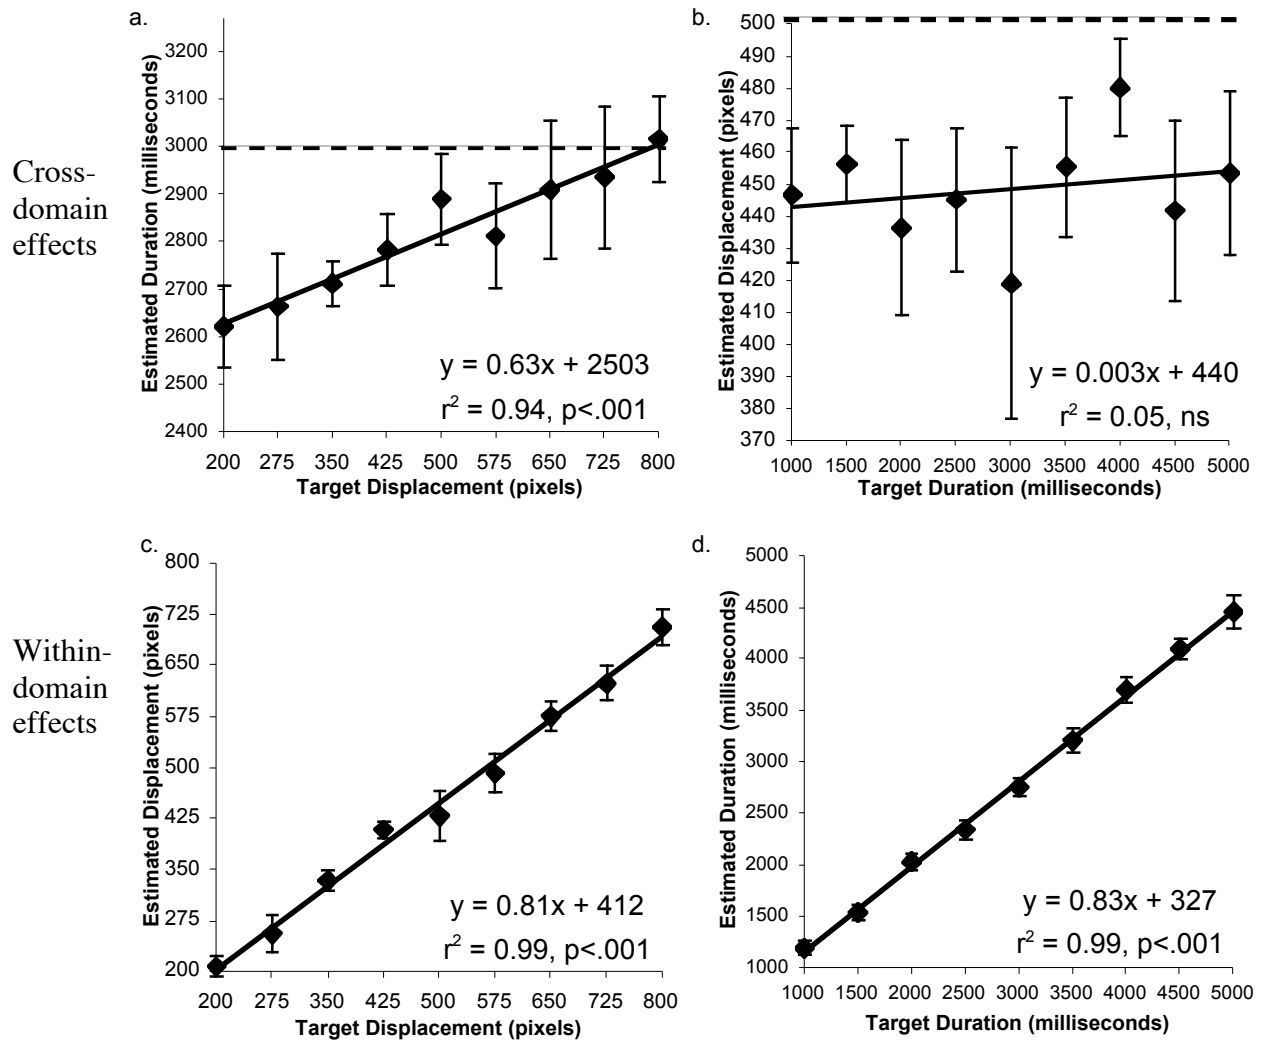 a.
3200
3100
3000
2900
2800
2700
2600
2500
2400
Estimated Duration (milliseconds)
200 275 350 425 500 575 650 725 800
Target Displacement (pixels)
y = 0.63x + 2503
r² = 0.94, p<.001
b.
500
490
480
470
460
450
440
430
420
410
400
390
380
370
Estimated Displacement (pixels)
1000 1500 2000 2500 3000 3500 4000 4500 5000
Target Duration (milliseconds)
y = 0.003x + 440
r² = 0.05, ns
Cross-
domain
effects
c.
800
725
650
575
500
425
350
275
200
Estimated Displacement (pixels)
200 275 350 425 500 575 650 725 800
Target Displacement (pixels)
y = 0.81x + 412
r² = 0.99, p<.001
d.
5000
4500
4000
3500
3000
2500
2000
1500
1000
Estimated Duration (milliseconds)
1000 1500 2000 2500 3000 3500 4000 4500 5000
Target Duration (milliseconds)
y = 0.83x + 327
r² = 0.99, p<.001
Within-
domain
effects